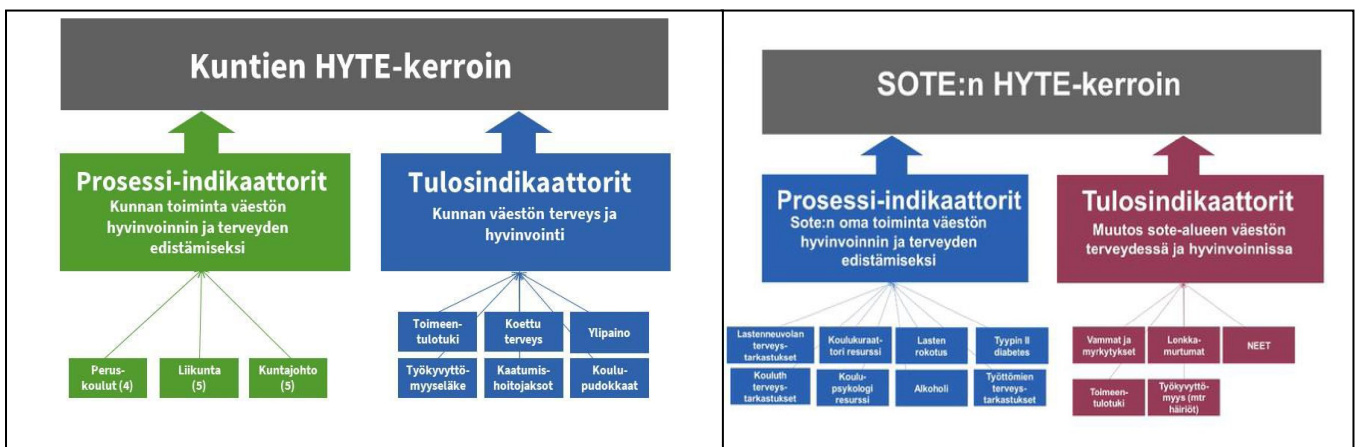 Kuntien HYTE-kerroin
Prosessi-indikaattorit
Kunnan toiminta väestön
hyvinvoinnin ja terveyden
edistämiseksi
Tulosindikaattorit
Kunnan väestön terveys ja
hyvinvointi
Perus-
koulut (4)
Liikunta
(5)
Kuntajohto
(5)
Toimeen-
tulotuki
Koettu
terveys
Ylipaino
Työkyvyttö-
myyseläke
Kaatumis-
hoitojaksot
Koulu-
pudokkaat
SOTE:n HYTE-kerroin
Prosessi-indikaattorit
Sote:n oma toiminta väestön
hyvinvoinnin ja terveyden
edistämiseksi
Tulosindikaattorit
Muutos sote-alueen väestön
terveydessä ja hyvinvoinnissa
Lastenneuvolan
terveys-
tarkastukset
Koulukuraat-
tori resurssi
Lasten
rokotus
Tyypin II
diabetes
Kouluth
terveys-
tarkastukset
Koulu-
psykologi
resurssi
Alkoholi
Työttömien
terveys-
tarkastukset
Vammat ja
myrkytykset
Lonkka-
murtumat
NEET
Toimeen-
tulotuki
Työkyvyttö-
myys (mtr
häiriöt)